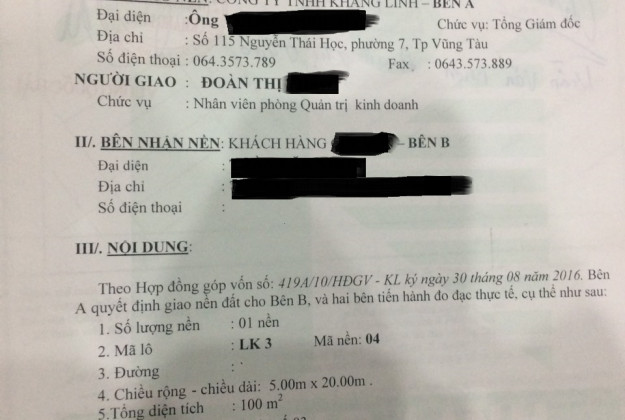 CÔNG TY TNHH KHANG LINH – BÊN A
Đại diện :Ông Chức vụ: Tổng Giám đốc
Địa chỉ : Số 115 Nguyễn Thái Học, phường 7, Tp Vũng Tàu
Số điện thoại : 064.3573.789 Fax : 0643.573.889
NGƯỜI GIAO : ĐOÀN THỊ
Chức vụ : Nhân viên phòng Quản trị kinh doanh
II/. BÊN NHẬN NỀN: KHÁCH HÀNG – BÊN B
Đại diện :
Địa chỉ :
Số điện thoại :
III/. NỘI DUNG:
Theo Hợp đồng góp vốn số: 419A/10/HĐGV - KL ký ngày 30 tháng 08 năm 2016. Bên
A quyết định giao nền đất cho Bên B, và hai bên tiến hành đo đạc thực tế, cụ thể như sau:
1. Số lượng nền : 01 nền
2. Mã lô : LK 3 Mã nền: 04
3. Đường :
4. Chiều rộng - chiều dài: 5.00m x 20.00m .
5.Tổng diện tích : 100 m²